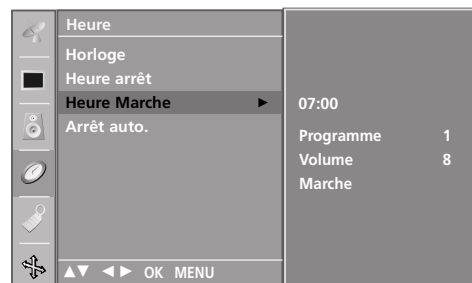 Heure
Horloge
Heure arrêt
Heure Marche ►
Arrêt auto.
▲▼ ◄► OK MENU
07:00
Programme 1
Volume 8
Marche